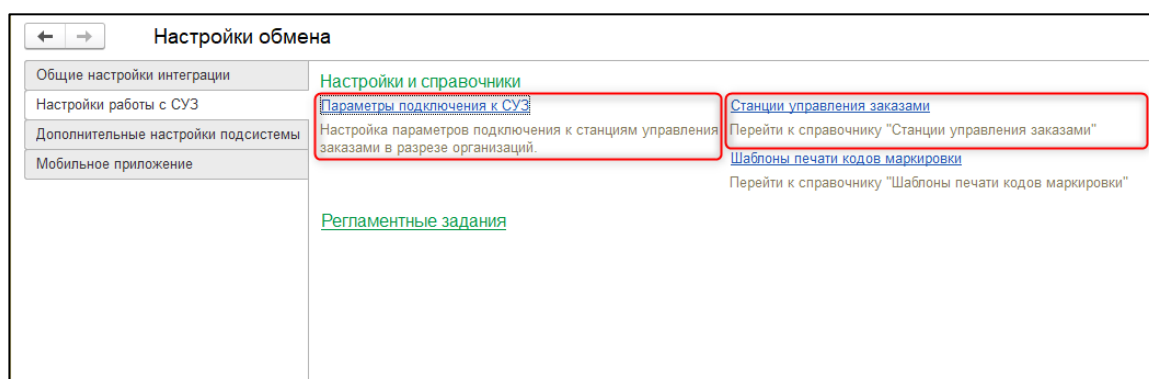 Настройки обмена
Общие настройки интеграции
Настройки работы с СУЗ
Дополнительные настройки подсистемы
Мобильное приложение
Настройки и справочники
Параметры подключения к СУЗ
Настройка параметров подключения к станциям управления
заказами в разрезе организаций.
Станции управления заказами
Перейти к справочнику "Станции управления заказами"
Шаблоны печати кодов маркировки
Перейти к справочнику "Шаблоны печати кодов маркировки"
Регламентные задания